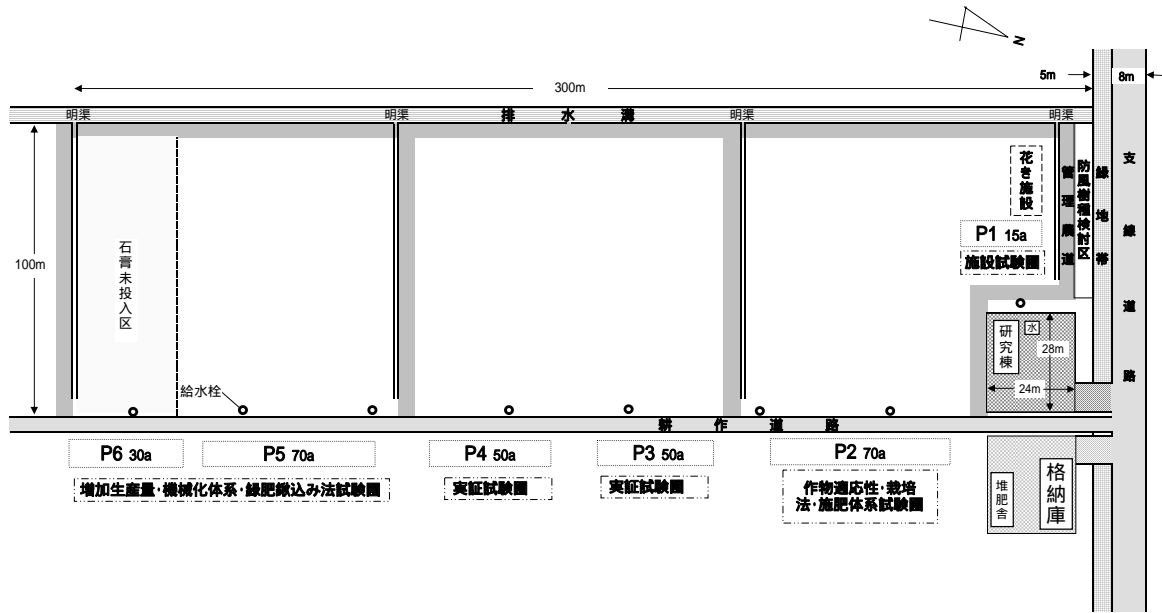 N
5m
8m
300m
明渠
明渠
明渠
明渠
排水溝
花き施設
管理農道
防風樹種検討区
緑地帯
支線道路
P1 15a
施設試験圃
100m
石膏未投入区
研究棟
水
28m
24m
給水栓
耕作道路
P6 30a
P5 70a
P4 50a
P3 50a
P2 70a
増加生産量・機械化体系・緑肥鋤込み法試験圃
実証試験圃
実証試験圃
作物適応性・栽培
法・施肥体系試験圃
堆肥舎
格納庫